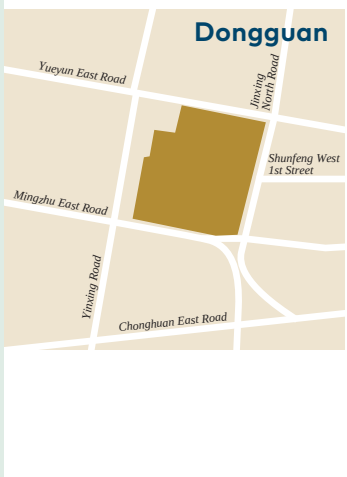 Dongguan
Yueyun East Road
Jinxing
North Road
Shunfeng West
1st Street
Mingzhu East Road
Yinxing Road
Chonghuan East Road